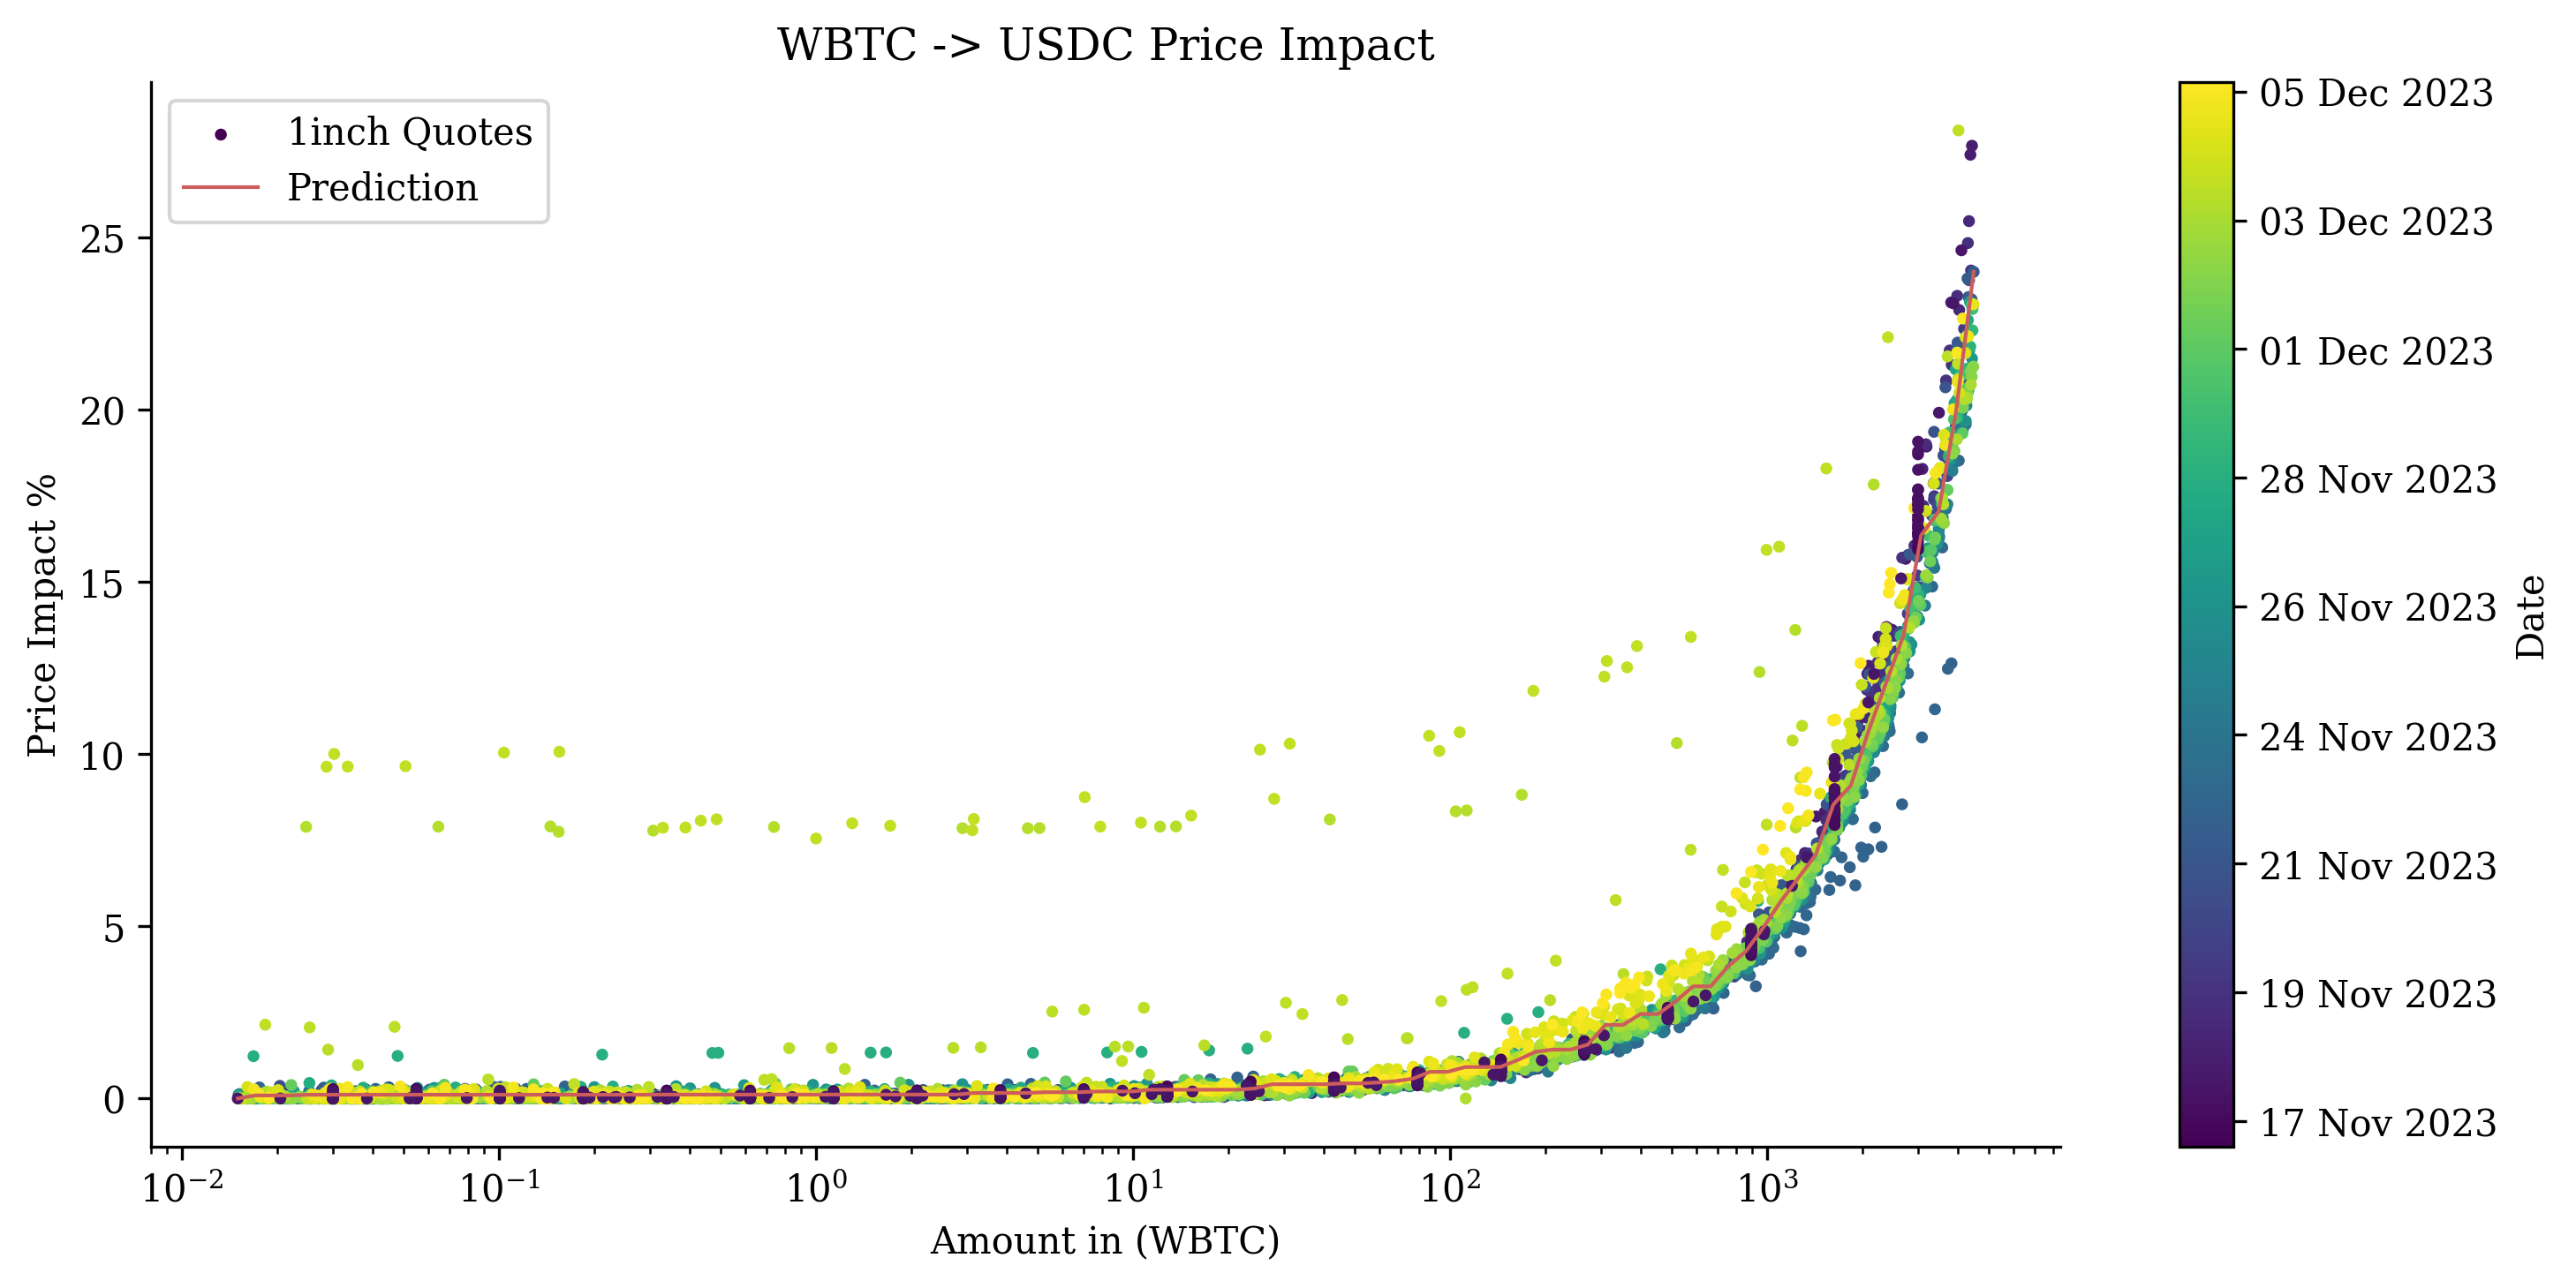 WBTC -> USDC Price Impact
1inch Quotes
Prediction
Price Impact %
25
20
15
10
5
0
10⁻²
10⁻¹
10⁰
10¹
10²
10³
Amount in (WBTC)
05 Dec 2023
03 Dec 2023
01 Dec 2023
28 Nov 2023
26 Nov 2023
24 Nov 2023
21 Nov 2023
19 Nov 2023
17 Nov 2023
Date